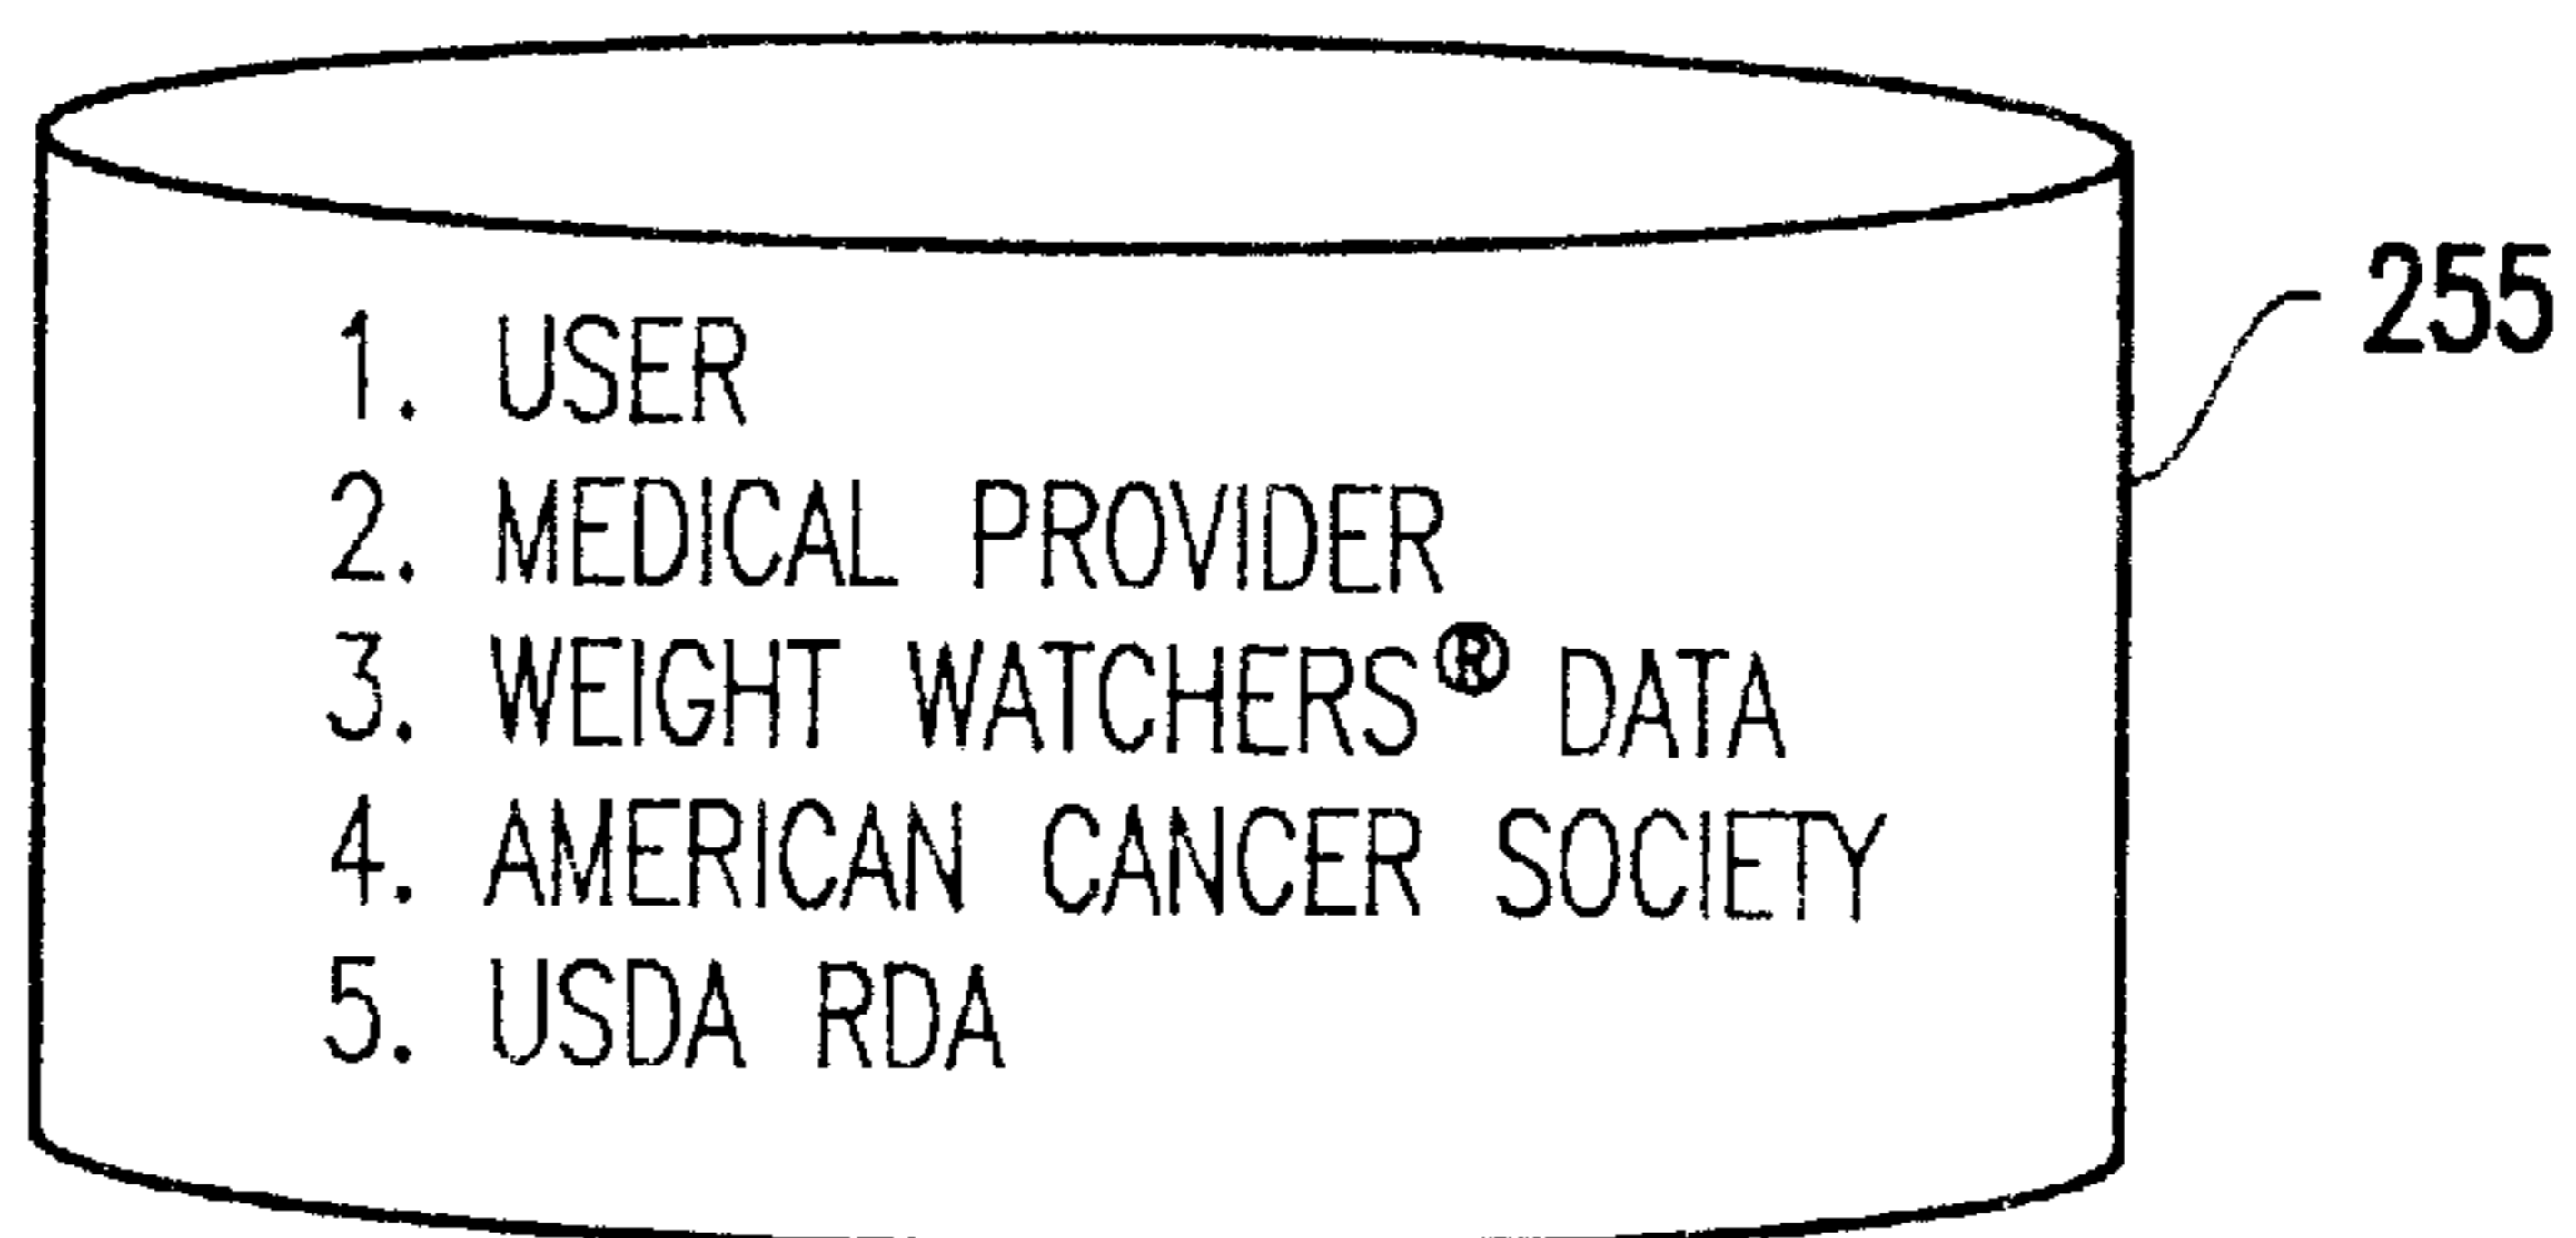 1. USER
2. MEDICAL PROVIDER
3. WEIGHT WATCHERS® DATA
4. AMERICAN CANCER SOCIETY
5. USDA RDA
255